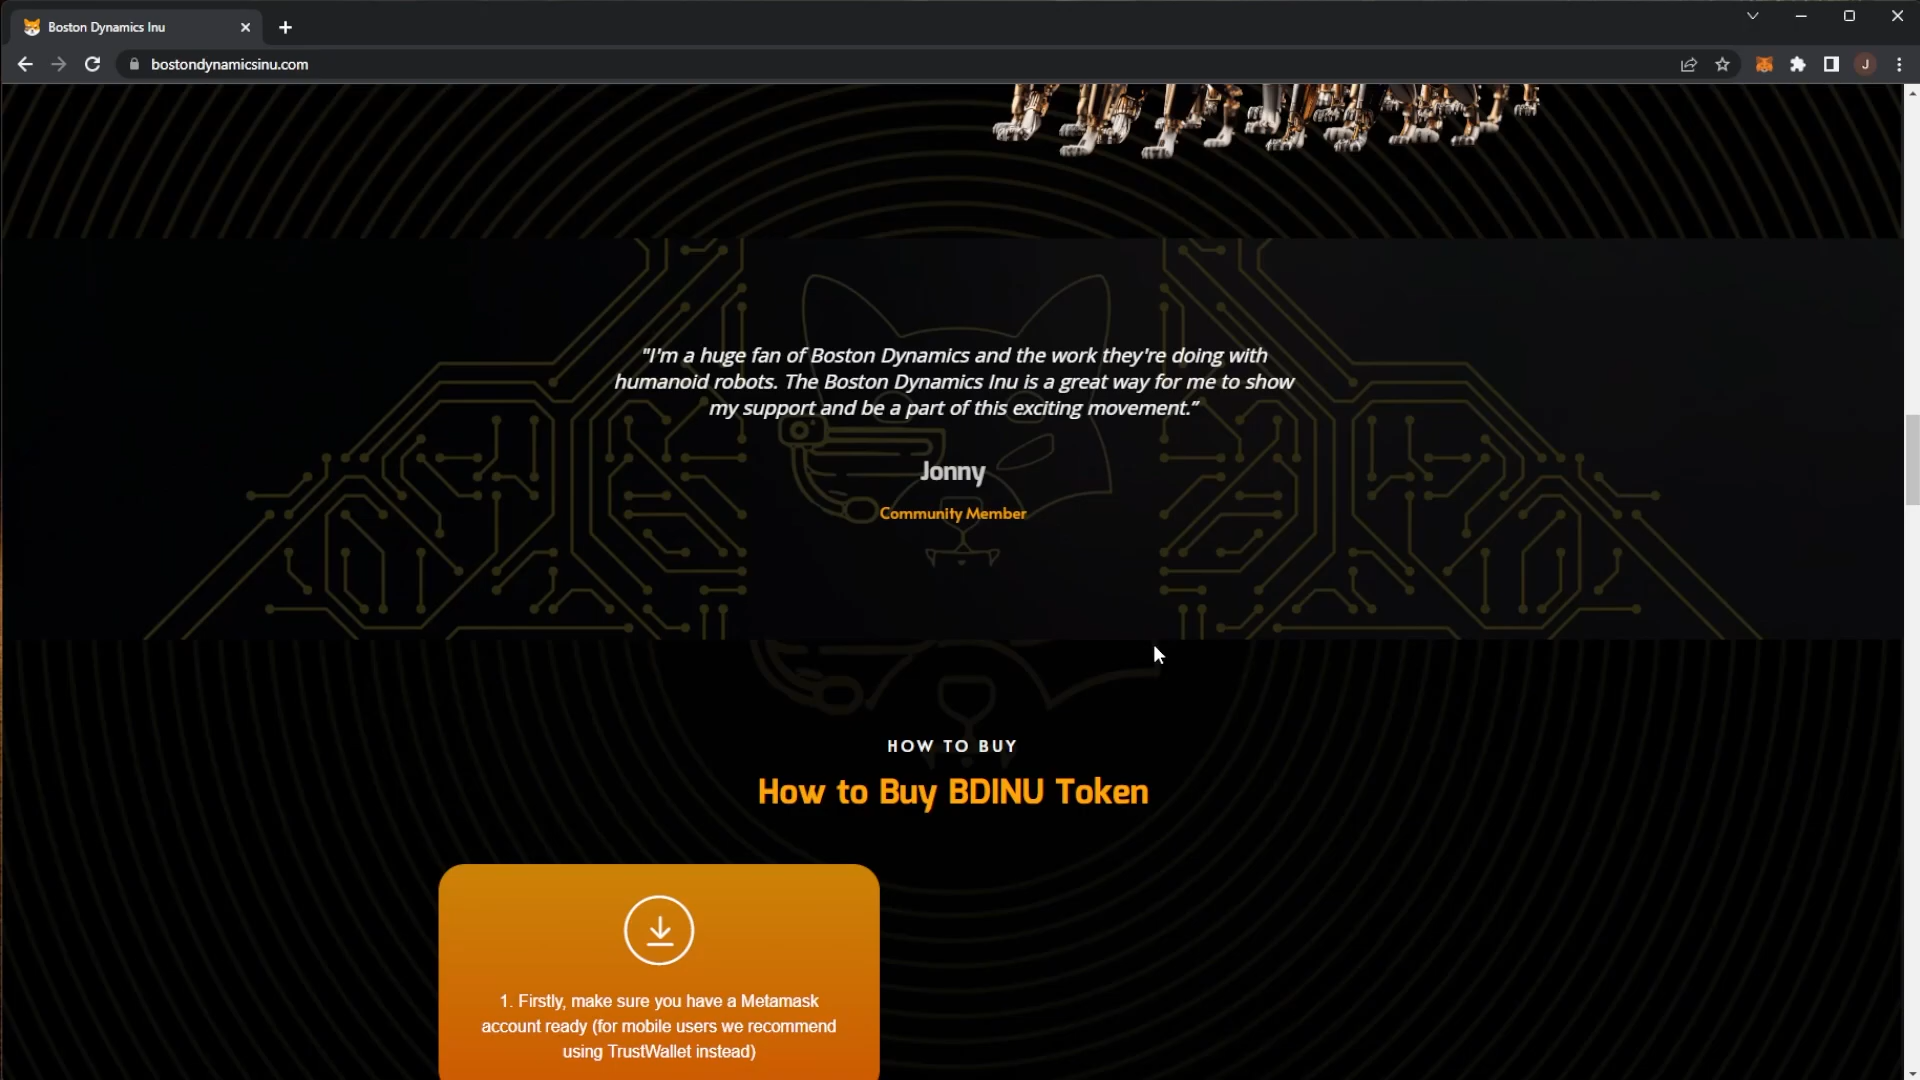 Boston Dynamics Inu
bostondynamicsinu.com
J
"I'm a huge fan of Boston Dynamics and the work they're doing with
humanoid robots. The Boston Dynamics Inu is a great way for me to show
my support and be a part of this exciting movement.”
Jonny
Community Member
HOW TO BUY
How to Buy BDINU Token
1. Firstly, make sure you have a Metamask
account ready (for mobile users we recommend
using TrustWallet instead)